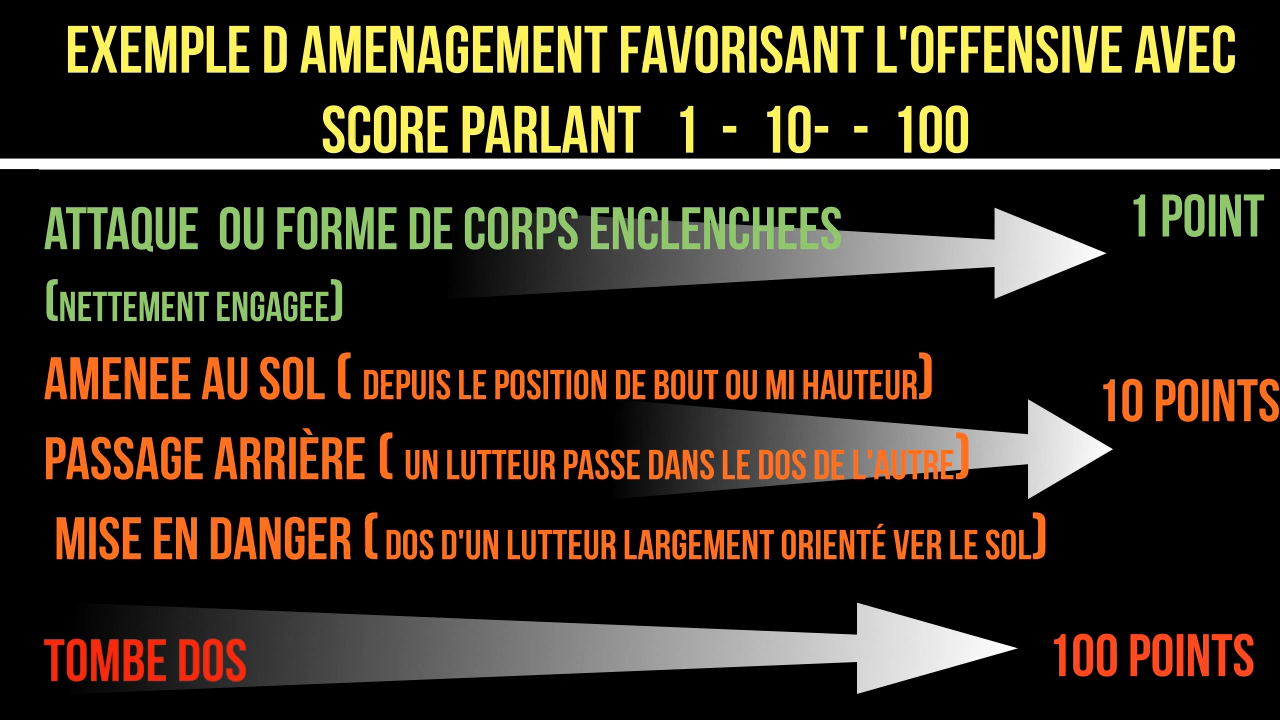 EXEMPLE D AMENAGEMENT FAVORISANT L'OFFENSIVE AVEC
SCORE PARLANT 1 - 10- - 100
ATTAQUE OU FORME DE CORPS ENCLENCHEES
1 POINT
(NETTEMENT ENGAGEE)
AMENEE AU SOL ( DEPUIS LE POSITION DE BOUT OU MI HAUTEUR)
10 POINTS
PASSAGE ARRIÈRE ( UN LUTTEUR PASSE DANS LE DOS DE L'AUTRE)
MISE EN DANGER ( DOS D'UN LUTTEUR LARGEMENT ORIENTÉ VER LE SOL)
TOMBE DOS
100 POINTS